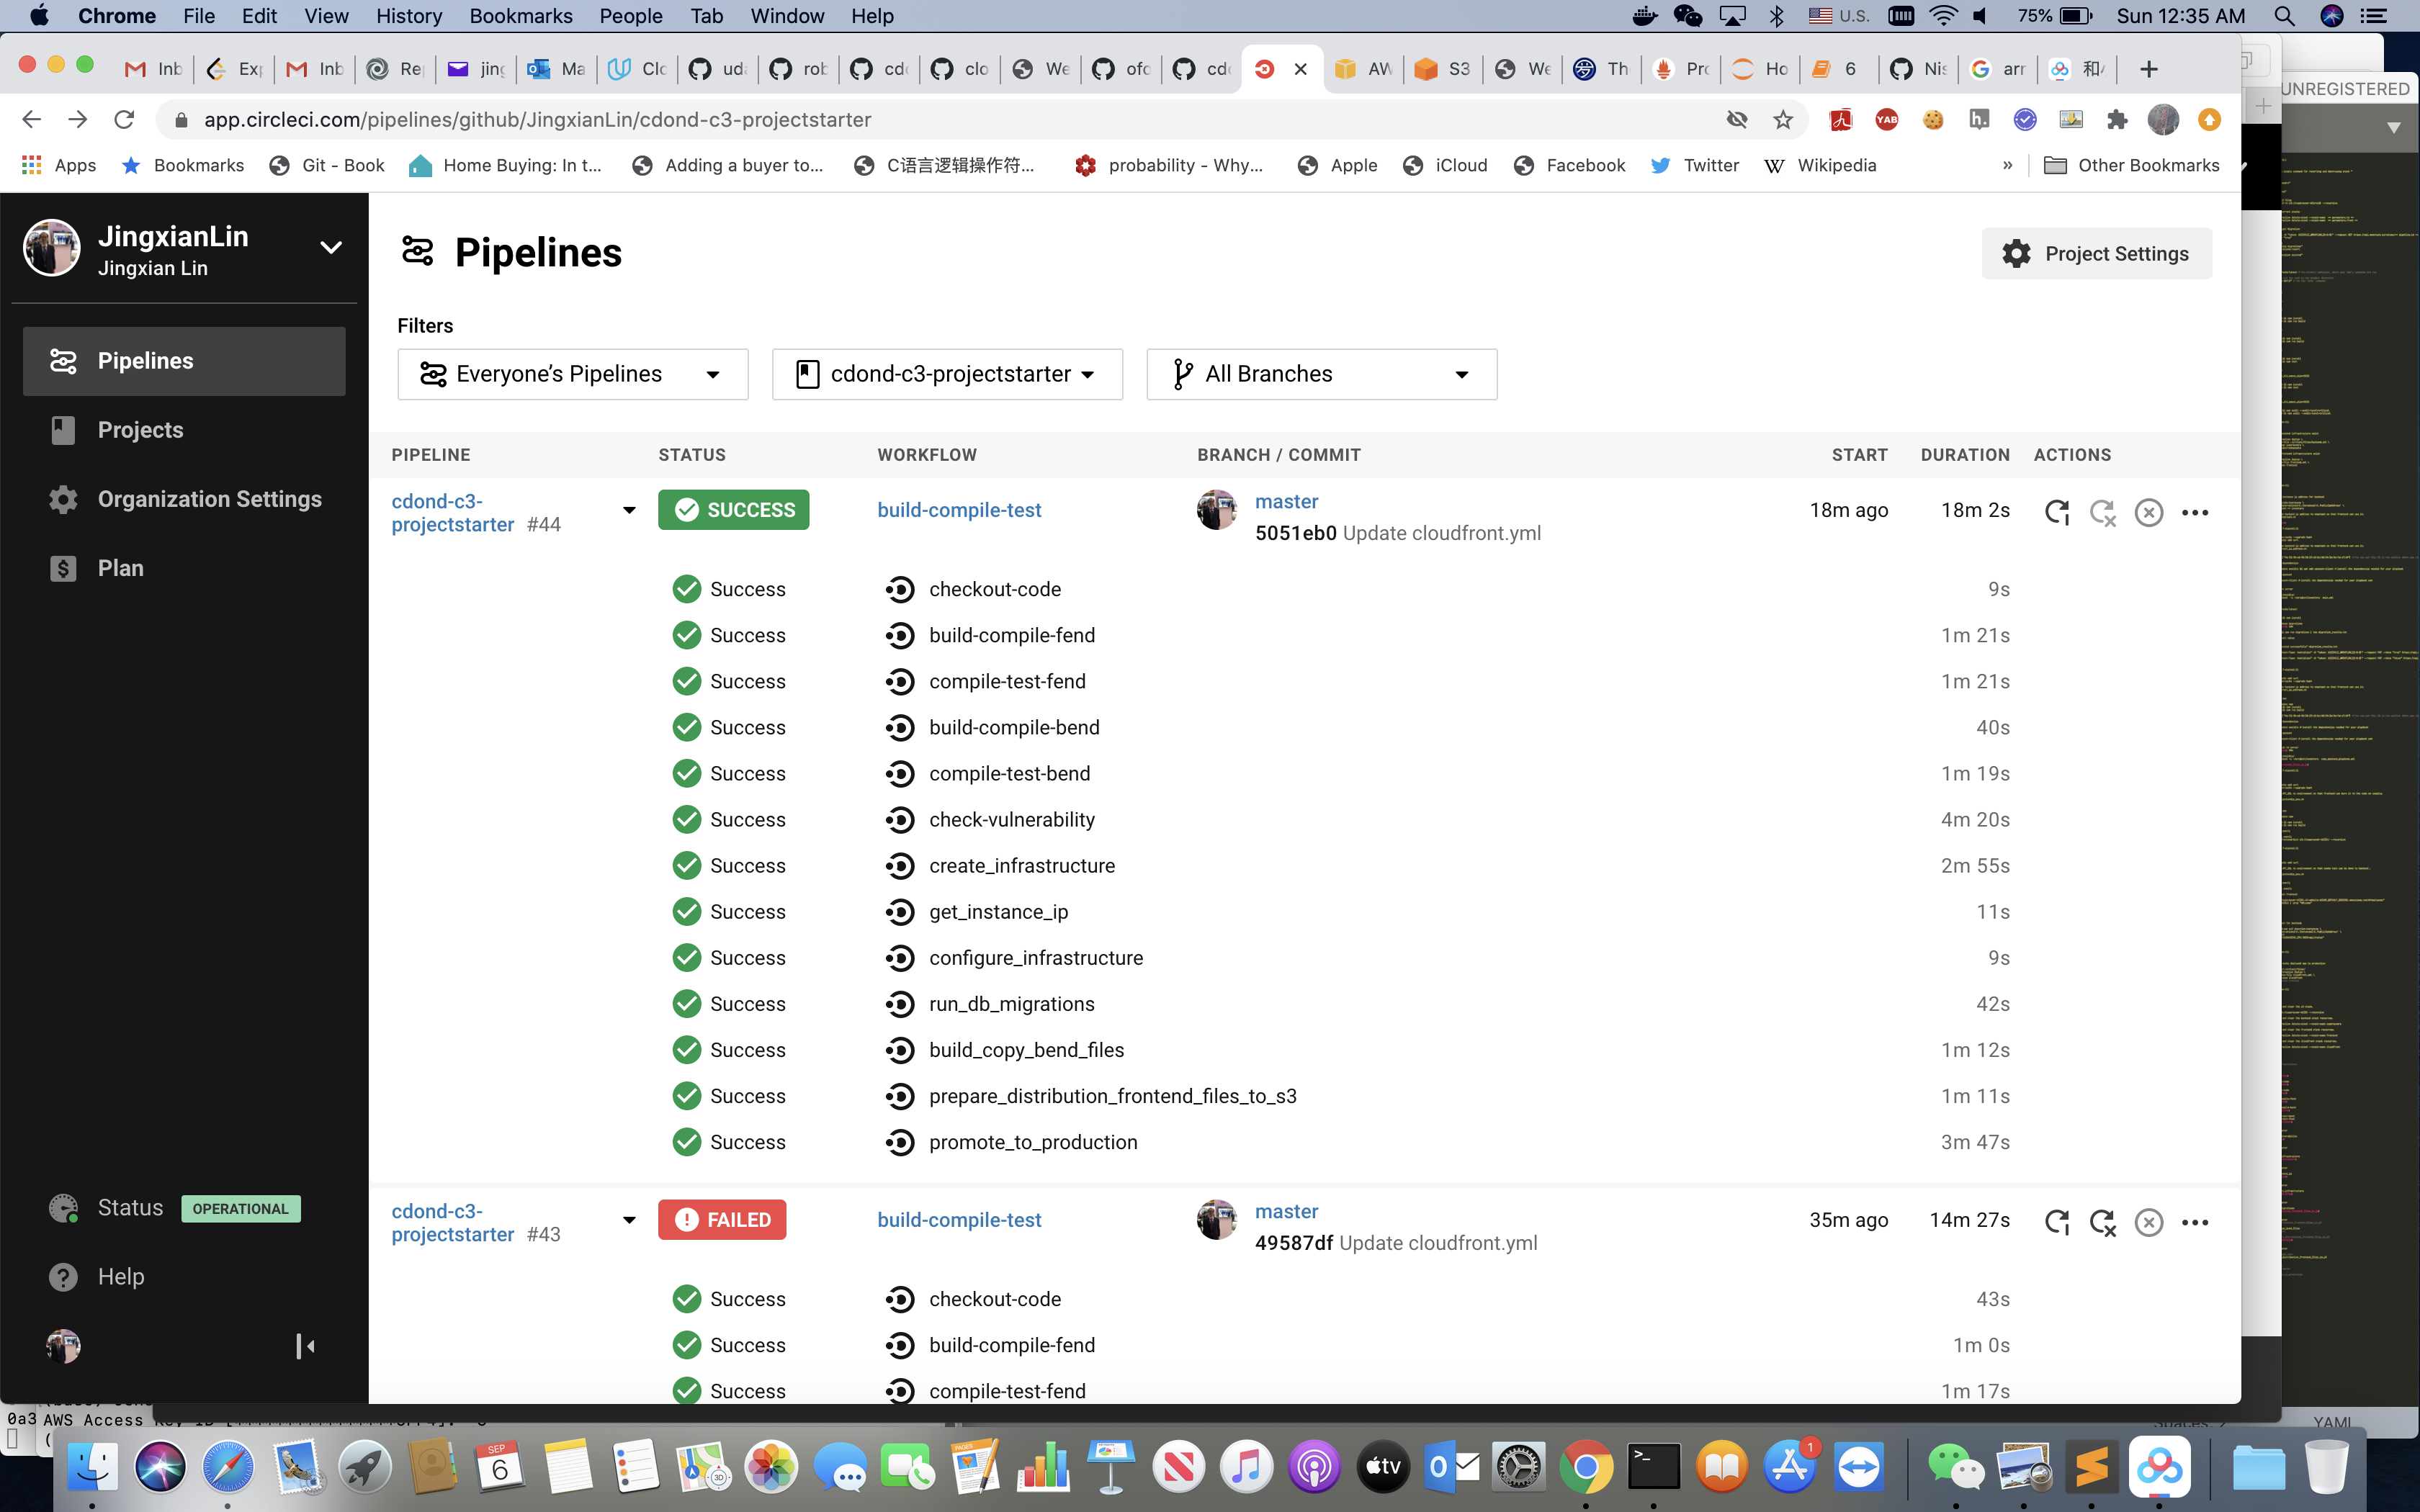 Chrome File Edit View History Bookmarks People Tab Window Help U.S. 75% Sun 12:35 AM
Inb Exp Inb Re jing Ma Clo uda rob cdo clo We ofc cdo AW S3 We Th Pro Ho 6 Nis arr
UNREGISTERED
app.circleci.com/pipelines/github/JingxianLin/cdond-c3-projectstarter YAB h.
Apps Bookmarks Git - Book Home Buying: In t... Adding a buyer to... C语言逻辑操作符... probability - Why... Apple iCloud Facebook Twitter W Wikipedia » Other Bookmarks
JingxianLin
Jingxian Lin
Pipelines
Projects
Organization Settings
Plan
Status OPERATIONAL
Help
Pipelines
Project Settings
Filters
Everyone's Pipelines cdond-c3-projectstarter All Branches
PIPELINE STATUS WORKFLOW BRANCH / COMMIT START DURATION ACTIONS
cdond-c3-projectstarter #44 SUCCESS build-compile-test master 18m ago 18m 2s
5051eb0 Update cloudfront.yml
Success checkout-code 9s
Success build-compile-fend 1m 21s
Success compile-test-fend 1m 21s
Success build-compile-bend 40s
Success compile-test-bend 1m 19s
Success check-vulnerability 4m 20s
Success create_infrastructure 2m 55s
Success get_instance_ip 11s
Success configure_infrastructure 9s
Success run_db_migrations 42s
Success build_copy_bend_files 1m 12s
Success prepare_distribution_frontend_files_to_s3 1m 11s
Success promote_to_production 3m 47s
cdond-c3-projectstarter #43 FAILED build-compile-test master 35m ago 14m 27s
49587df Update cloudfront.yml
Success checkout-code 43s
Success build-compile-fend 1m 0s
Success compile-test-fend 1m 17s
0a3 AWS Access
YAML
SEP
6
PAGES
3D
tv
1